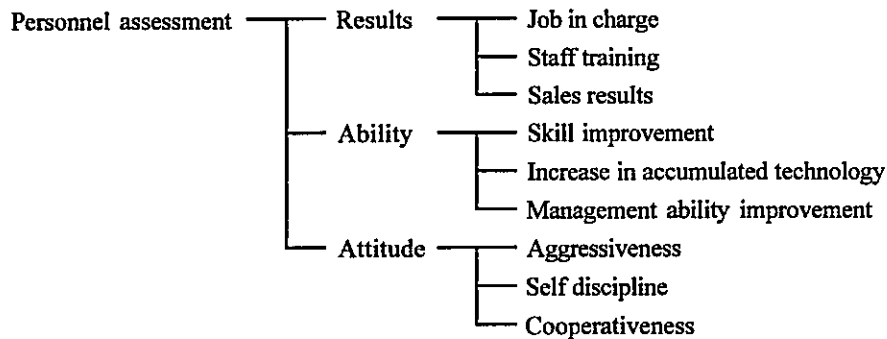 Personnel assessment Results Job in charge
Staff training
Sales results
Ability Skill improvement
Increase in accumulated technology
Management ability improvement
Attitude Aggressiveness
Self discipline
Cooperativeness